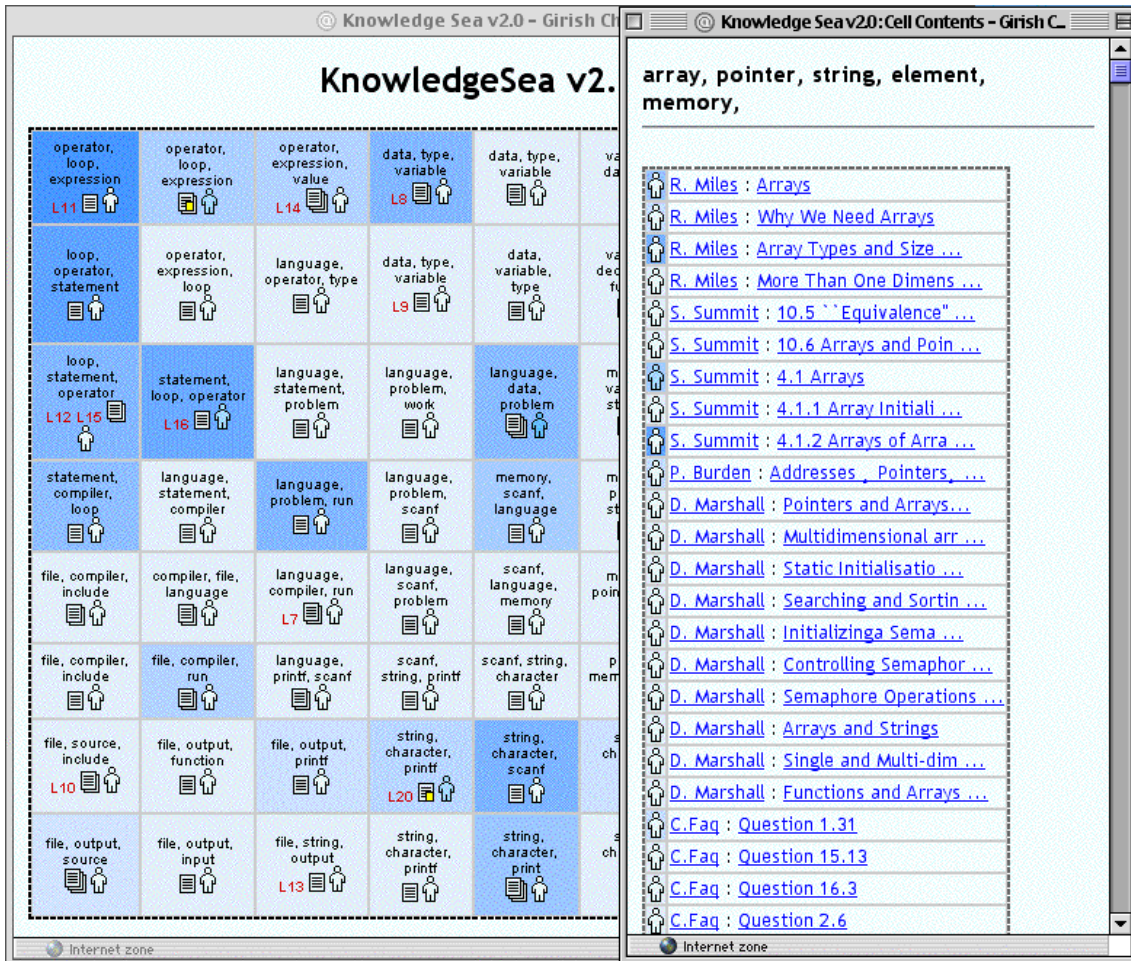 Knowledge Sea v2.0 - Girish Ch
KnowledgeSea v2.
operator,
loop,
expression
L11
operator,
loop,
expression
operator,
expression,
value
L14
data, type,
variable
L8
data, type,
variable
va
da
loop,
operator,
statement
operator,
expression,
loop
language,
operator, type
data, type,
variable
L9
data,
variable,
type
va
dec
fu
loop,
statement,
operator
L12 L15
statement,
loop, operator
L16
language,
statement,
problem
language,
problem,
work
language,
data,
problem
m
va
st
statement,
compiler,
loop
language,
statement,
compiler
language,
problem, run
language,
problem,
scanf
memory,
scanf,
language
m
p
st
file, compiler,
include
compiler, file,
language
language,
compiler, run
L7
language,
scanf,
problem
scanf,
language,
memory
m
poin
file, compiler,
include
file, compiler,
run
language,
printf, scanf
scanf,
string, printf
scanf, string,
character
p
mem
file, source,
include
L10
file, output,
function
file, output,
printf
string,
character,
printf
L20
string,
character,
scanf
s
ch
file, output,
source
file, output,
input
file, string,
output
L13
string,
character,
printf
string,
character,
print
s
ch
Internet zone
Knowledge Sea v2.0: Cell Contents - Girish C...
array, pointer, string, element,
memory,
R. Miles : Arrays
R. Miles : Why We Need Arrays
R. Miles : Array Types and Size ...
R. Miles : More Than One Dimens ...
S. Summit : 10.5 ``Equivalence'' ...
S. Summit : 10.6 Arrays and Poin ...
S. Summit : 4.1 Arrays
S. Summit : 4.1.1 Array Initiali ...
S. Summit : 4.1.2 Arrays of Arra ...
P. Burden : Addresses , Pointers, ...
D. Marshall : Pointers and Arrays...
D. Marshall : Multidimensional arr ...
D. Marshall : Static Initialisatio ...
D. Marshall : Searching and Sortin ...
D. Marshall : Initializinga Sema ...
D. Marshall : Controlling Semaphor ...
D. Marshall : Semaphore Operations ...
D. Marshall : Arrays and Strings
D. Marshall : Single and Multi-dim ...
D. Marshall : Functions and Arrays ...
C.Faq : Question 1.31
C.Faq : Question 15.13
C.Faq : Question 16.3
C.Faq : Question 2.6
Internet zone